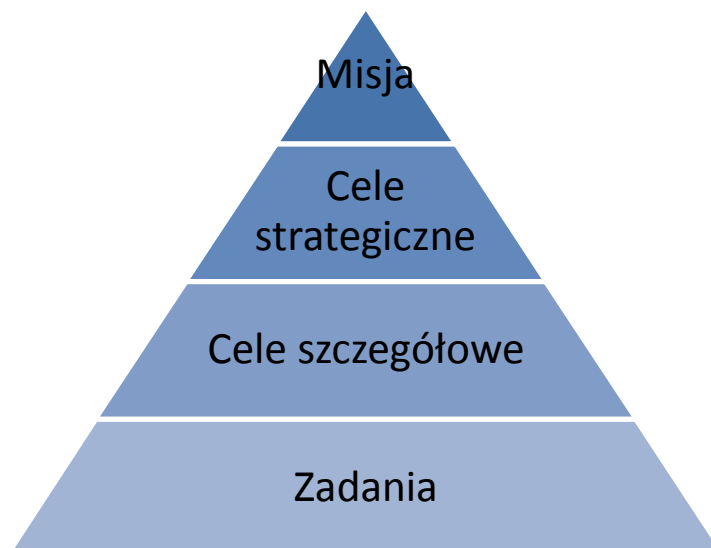 Misja
Cele
strategiczne
Cele szczegółowe
Zadania